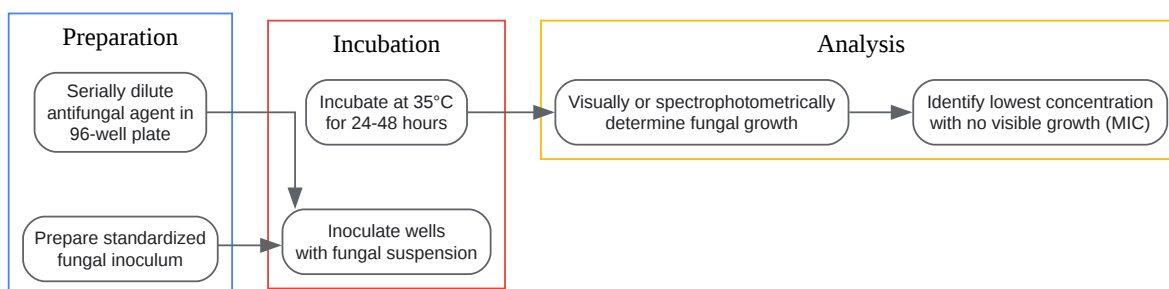 Preparation
Serially dilute
antifungal agent in
96-well plate
Prepare standardized
fungal inoculum
Incubation
Incubate at 35°C
for 24-48 hours
Inoculate wells
with fungal suspension
Analysis
Visually or spectrophotometrically
determine fungal growth
Identify lowest concentration
with no visible growth (MIC)